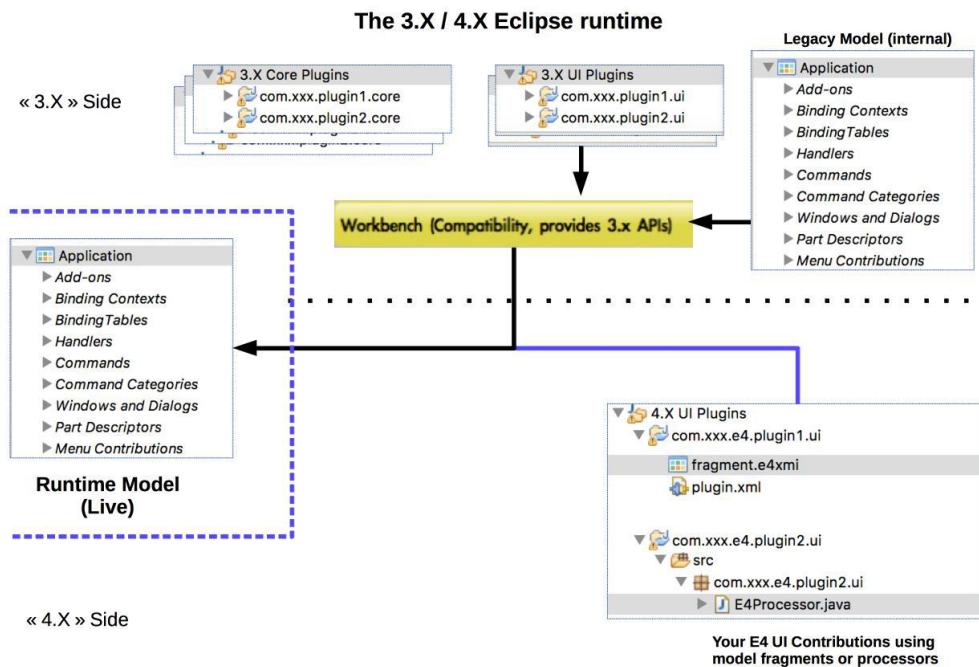 The 3.X / 4.X Eclipse runtime
Legacy Model (internal)
« 3.X » Side
3.X Core Plugins
com.xxx.plugin1.core
com.xxx.plugin2.core
3.X UI Plugins
com.xxx.plugin1.ui
com.xxx.plugin2.ui
Application
Add-ons
Binding Contexts
BindingTables
Handlers
Commands
Command Categories
Windows and Dialogs
Part Descriptors
Menu Contributions
Workbench (Compatibility, provides 3.x APIs)
Application
Add-ons
Binding Contexts
BindingTables
Handlers
Commands
Command Categories
Windows and Dialogs
Part Descriptors
Menu Contributions
Runtime Model
(Live)
4.X UI Plugins
com.xxx.e4.plugin1.ui
fragment.e4xmi
plugin.xml
com.xxx.e4.plugin2.ui
src
com.xxx.e4.plugin2.ui
E4Processor.java
« 4.X » Side
Your E4 UI Contributions using
model fragments or processors